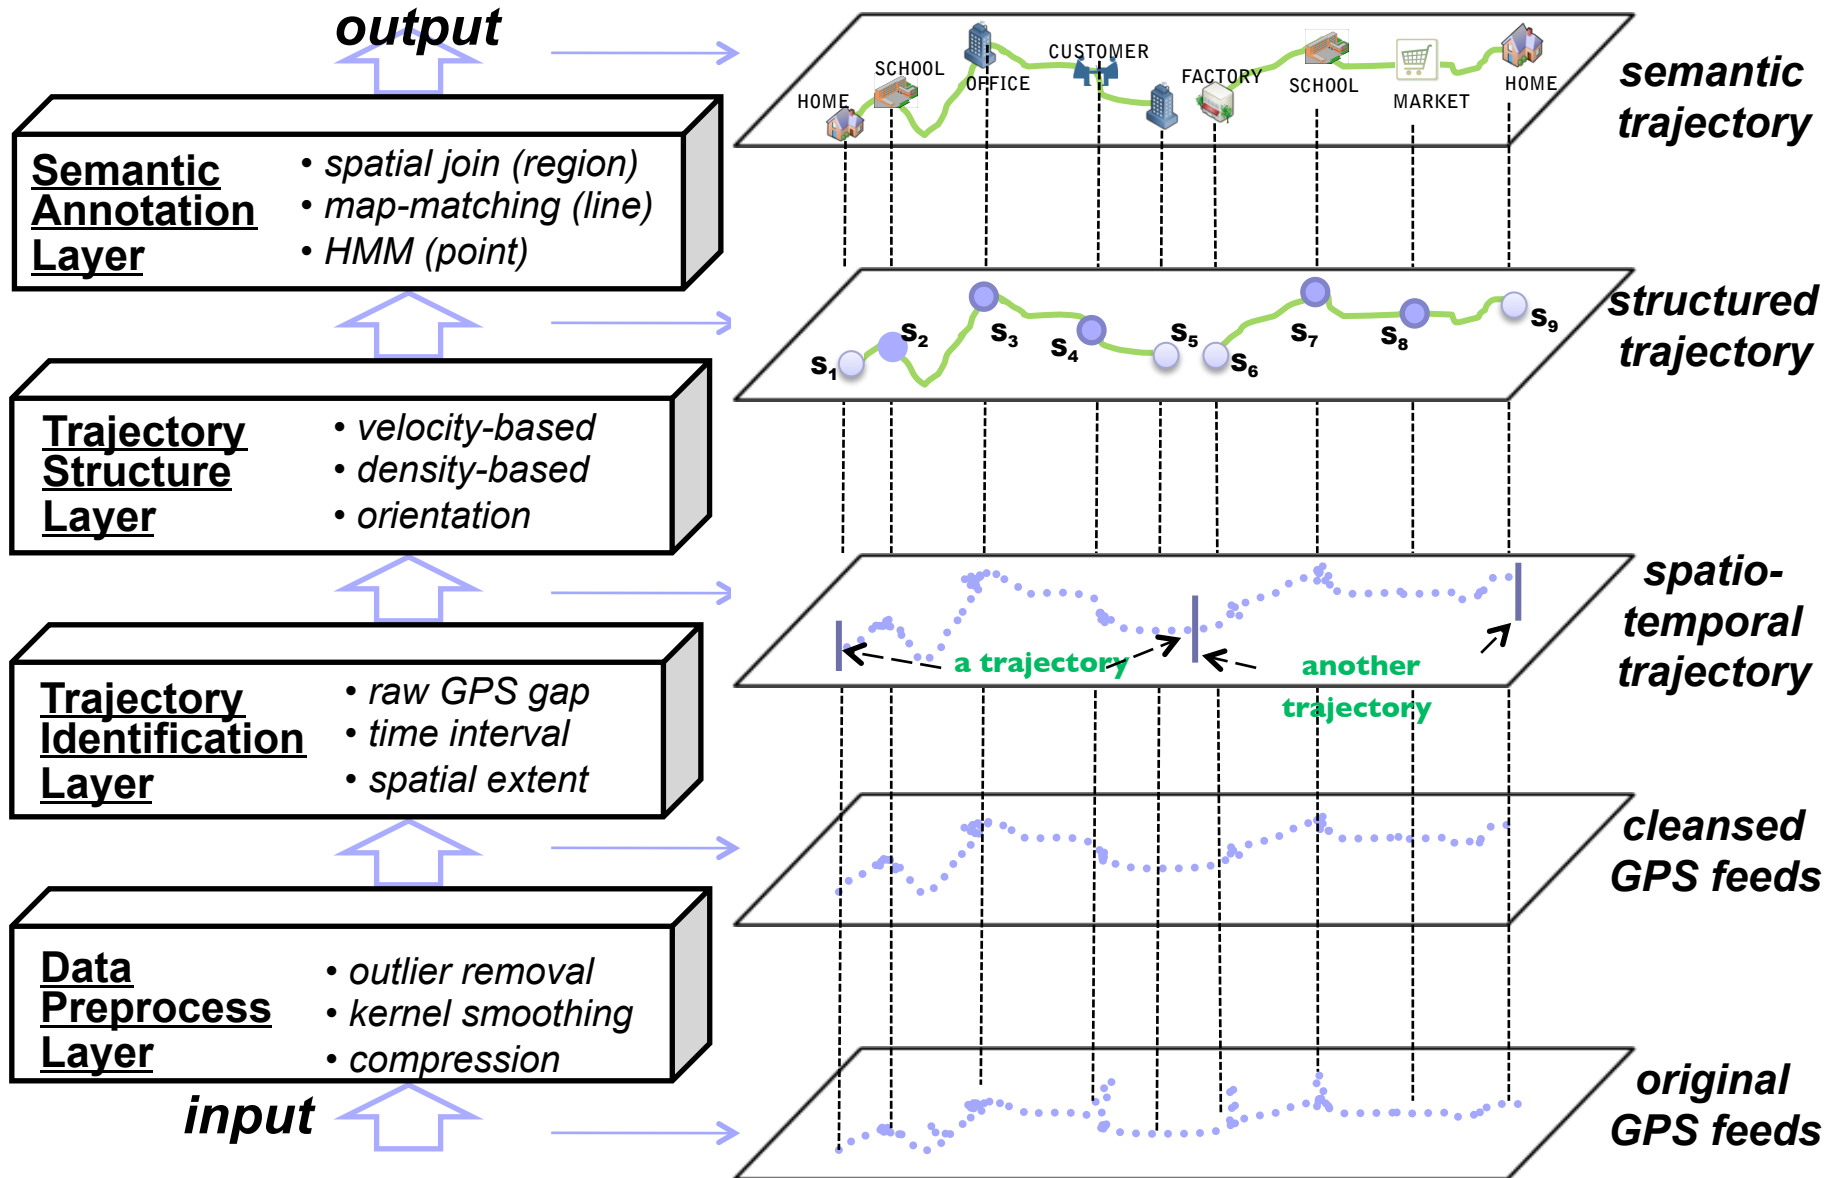 output
Semantic
Annotation
Layer
• spatial join (region)
• map-matching (line)
• HMM (point)
Trajectory
Structure
Layer
• velocity-based
• density-based
• orientation
Trajectory
Identification
Layer
• raw GPS gap
• time interval
• spatial extent
Data
Preprocess
Layer
• outlier removal
• kernel smoothing
• compression
input
HOME
SCHOOL
OFFICE
CUSTOMER
FACTORY
SCHOOL
MARKET
HOME
semantic
trajectory
S1
S2
S3
S4
S5
S6
S7
S8
S9
structured
trajectory
a trajectory
another
trajectory
spatio-
temporal
trajectory
cleansed
GPS feeds
original
GPS feeds